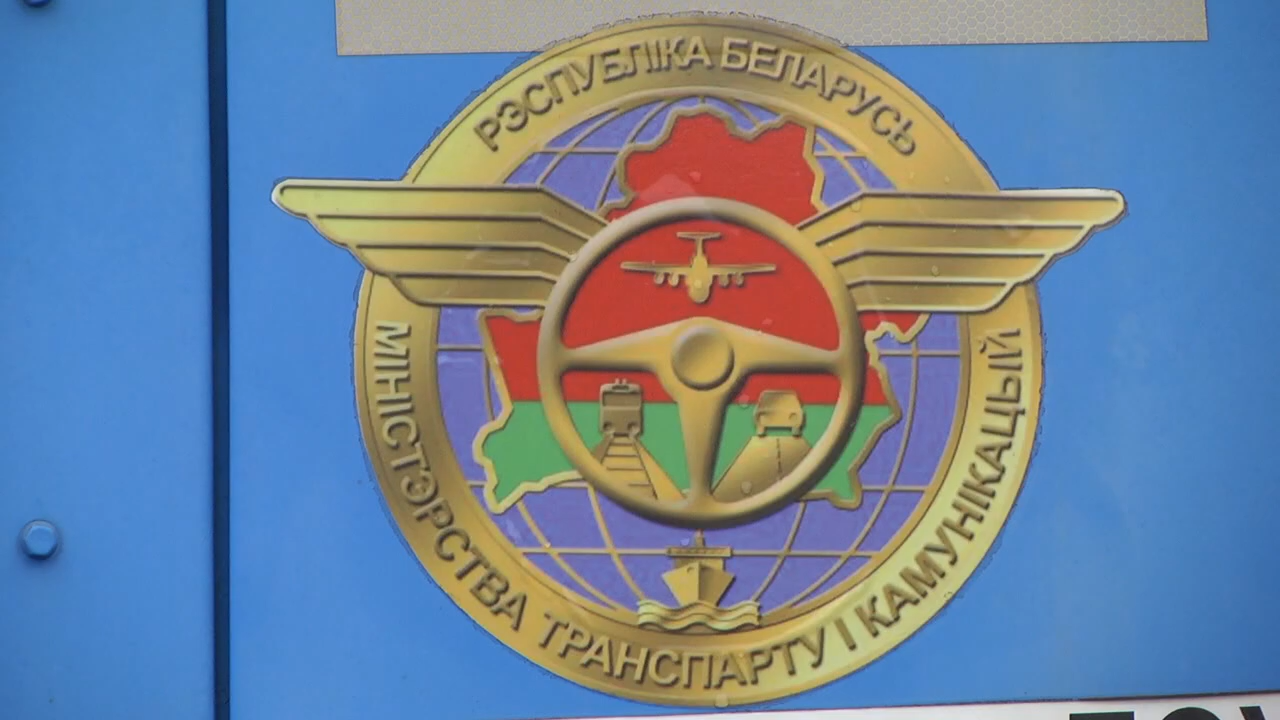 РЭСПУБЛІКА БЕЛАРУСЬ
МІНІСТЭРСТВА ТРАНСПАРТУ І КАМУНІКАЦЫЙ